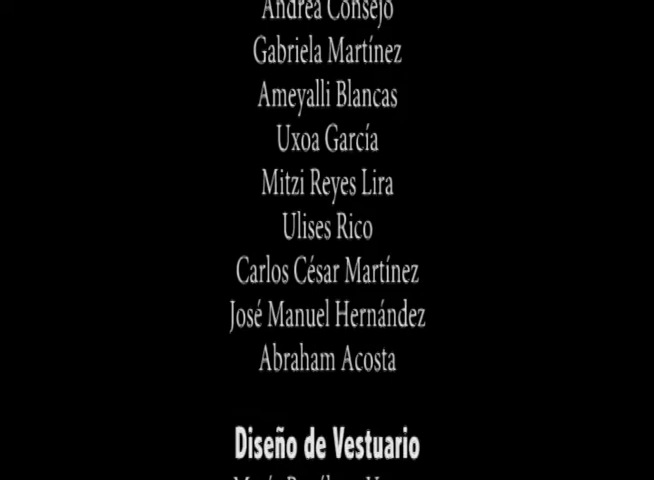 Andrea Consejo
Gabriela Martínez
Ameyalli Blancas
Uxoa García
Mitzi Reyes Lira
Ulises Rico
Carlos César Martínez
José Manuel Hernández
Abraham Acosta
Diseño de Vestuario